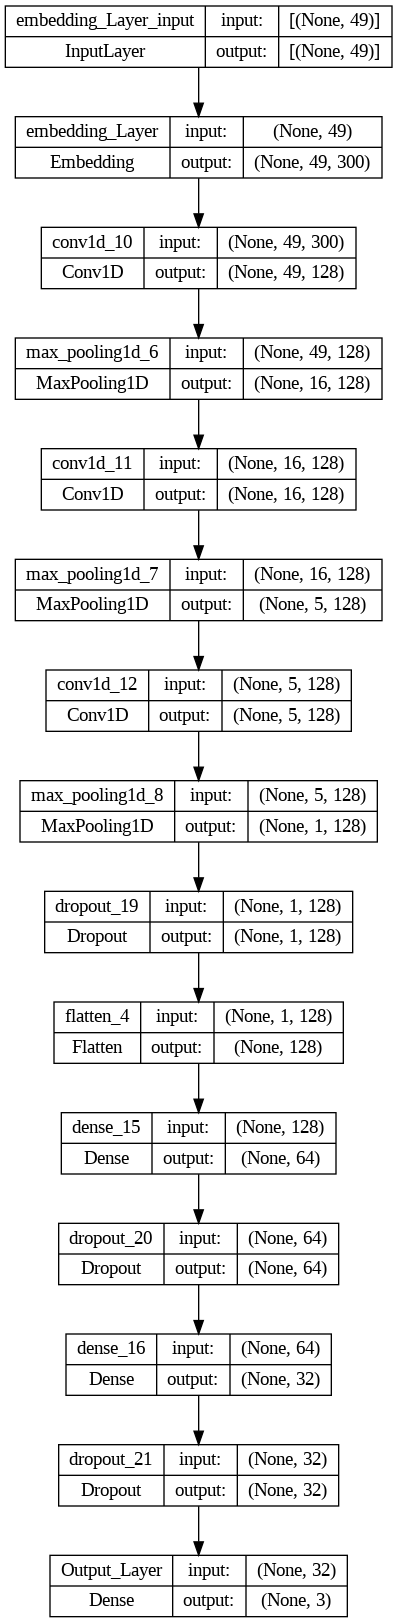 embedding_Layer_input input: [(None, 49)]
InputLayer output: [(None, 49)]
embedding_Layer input: (None, 49)
Embedding output: (None, 49, 300)
conv1d_10 input: (None, 49, 300)
Conv1D output: (None, 49, 128)
max_pooling1d_6 input: (None, 49, 128)
MaxPooling1D output: (None, 16, 128)
conv1d_11 input: (None, 16, 128)
Conv1D output: (None, 16, 128)
max_pooling1d_7 input: (None, 16, 128)
MaxPooling1D output: (None, 5, 128)
conv1d_12 input: (None, 5, 128)
Conv1D output: (None, 5, 128)
max_pooling1d_8 input: (None, 5, 128)
MaxPooling1D output: (None, 1, 128)
dropout_19 input: (None, 1, 128)
Dropout output: (None, 1, 128)
flatten_4 input: (None, 1, 128)
Flatten output: (None, 128)
dense_15 input: (None, 128)
Dense output: (None, 64)
dropout_20 input: (None, 64)
Dropout output: (None, 64)
dense_16 input: (None, 64)
Dense output: (None, 32)
dropout_21 input: (None, 32)
Dropout output: (None, 32)
Output_Layer input: (None, 32)
Dense output: (None, 3)